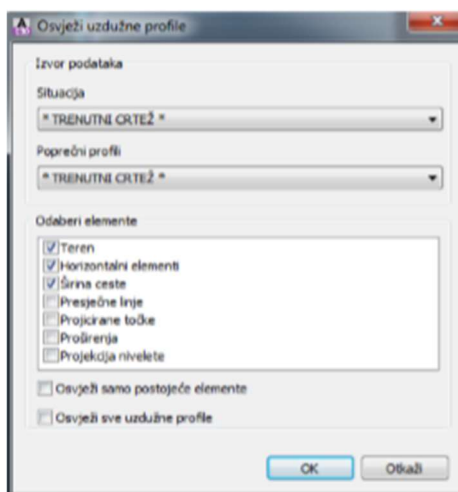 Osvježi uzdužne profile
Izvor podataka
Situacija
* TRENUTNI CRTEŽ *
Poprečni profili
* TRENUTNI CRTEŽ *
Odaberi elemente
Teren
Horizontalni elementi
Širina ceste
Presječne linije
Projicirane točke
Proširenja
Projekcija nivelete
Osvježi samo postojeće elemente
Osvježi sve uzdužne profile
OK
Otkaži